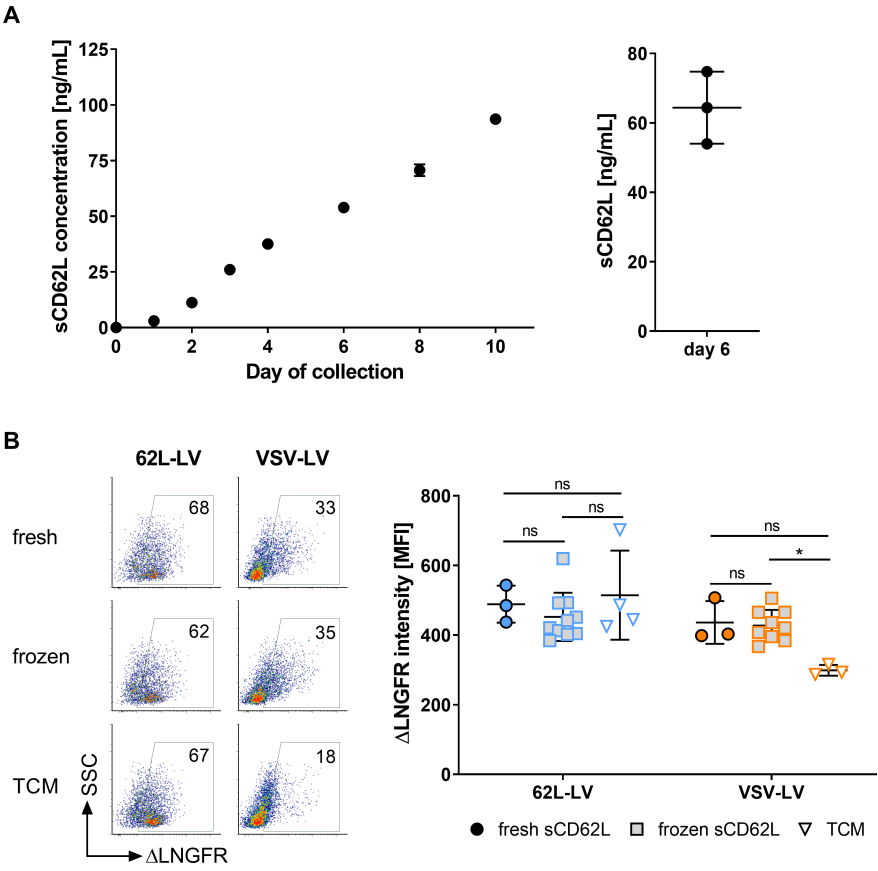 A
sCD62L concentration [ng/mL]
125
100
75
50
25
0
0 2 4 6 8 10
Day of collection
sCD62L [ng/mL]
80
60
40
20
0
day 6
B
62L-LV VSV-LV
fresh 68 33
frozen 62 35
TCM 67 18
SSC
ΔLNGFR
ΔLNGFR intensity [MFI]
800
600
400
200
0
ns
ns
ns
ns
*
ns
62L-LV VSV-LV
fresh sCD62L frozen sCD62L TCM